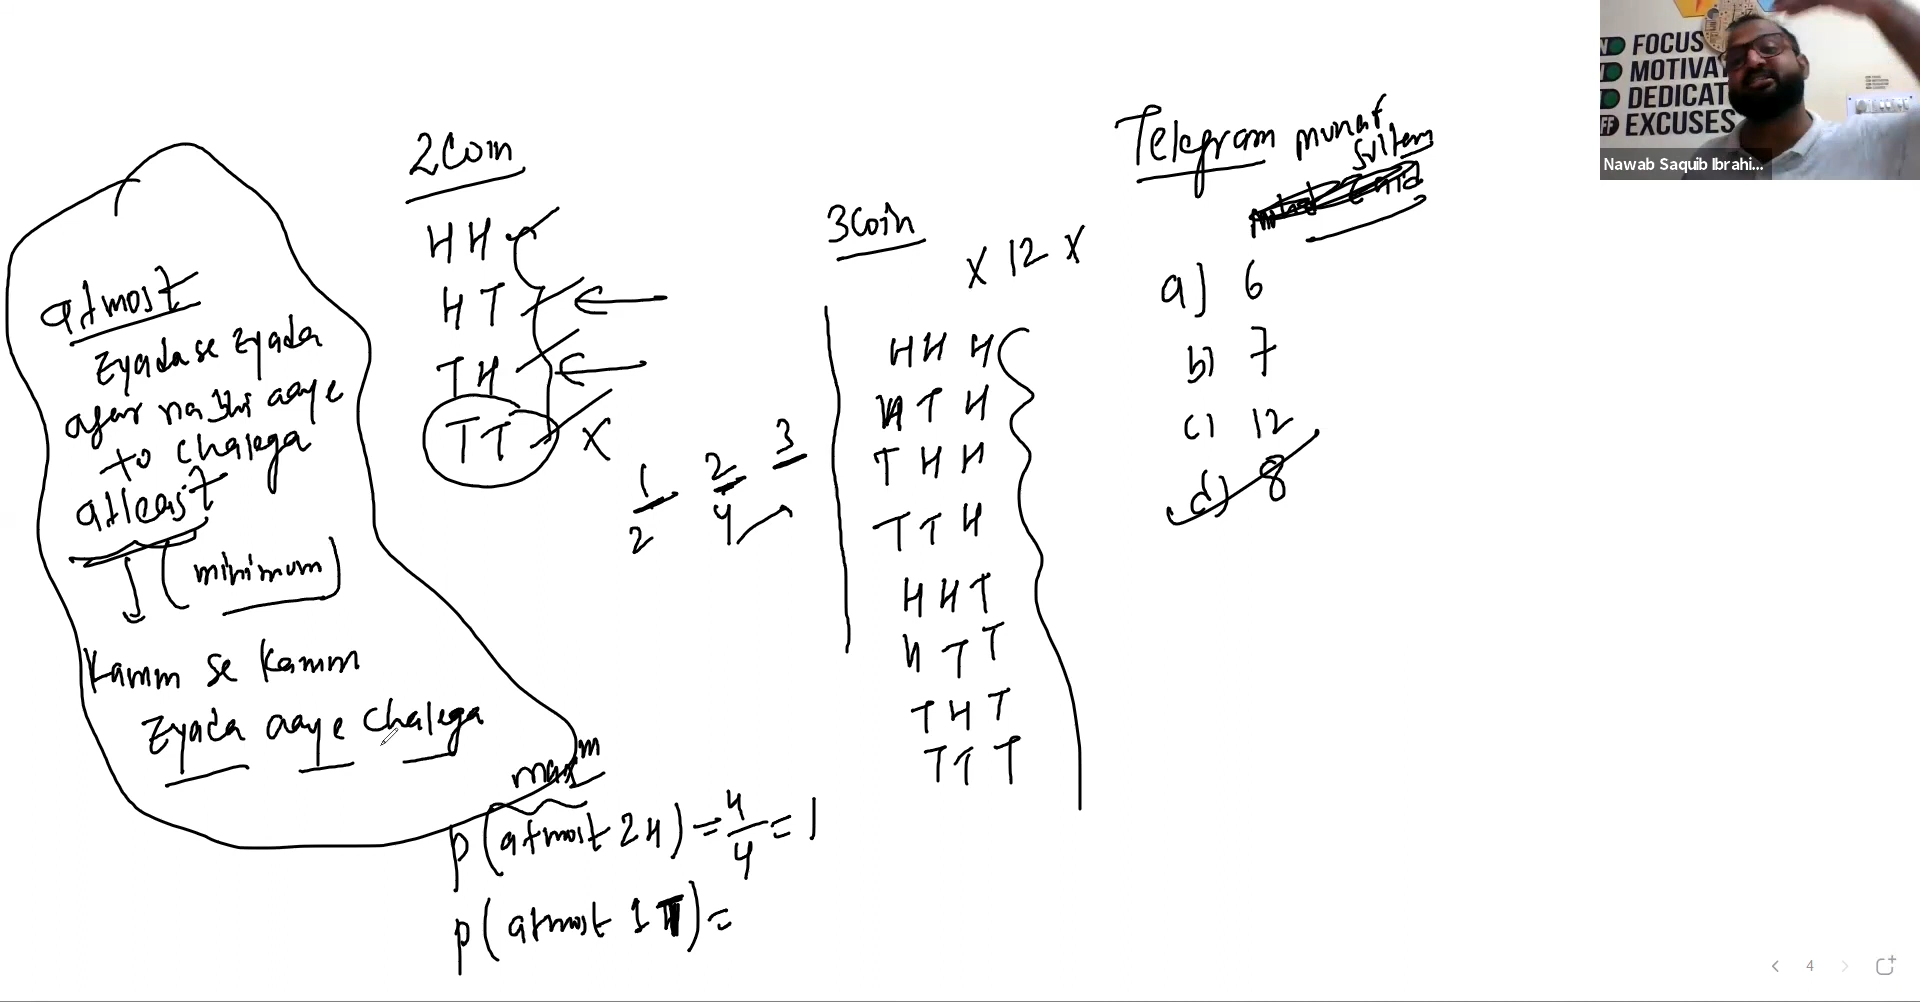 atmost
Zyada se Zyada
agar na bhi aaye
to chalega
atleast
(minimum)
Kamm se kamm
Zyada aaye chalega
2 Coin
HH
HT
TH
TT X
1/2 2/4 3
maxm
P(atmost 2H) = 4/4 = 1
P(atmost 1T) =
3 Coin
X 12 X
HHH
HTH
THH
TTH
HHT
HTT
THT
TTT
Telegram munaf
a) 6
b) 7
c) 12
d) 8
FOCUS
MOTIVA
DEDICAT
FF EXCUSES
Nawab Saquib Ibrahi...
4